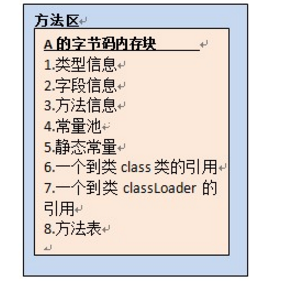 方法区
A 的字节码内存块
1.类型信息
2.字段信息
3.方法信息
4.常量池
5.静态常量
6.一个到类 class 类的引用
7.一个到类 classLoader 的
引用
8.方法表